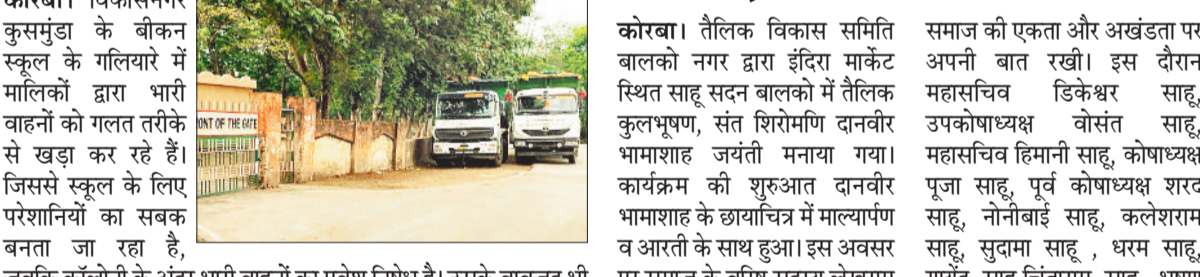 कोरबा। विकासनगर
कुसमुंडा के बीकन
स्कूल के गलियारे में
मालिकों द्वारा भारी
वाहनों को गलत तरीके
से खड़ा कर रहे हैं।
जिससे स्कूल के लिए
परेशानियों का सबक
बनता जा रहा है,
ONT OF THE GATE
कोरबा। तैलिक विकास समिति
बालको नगर द्वारा इंदिरा मार्केट
स्थित साहू सदन बालको में तैलिक
कुलभूषण, संत शिरोमणि दानवीर
भामाशाह जयंती मनाया गया।
कार्यक्रम की शुरुआत दानवीर
भामाशाह के छायाचित्र में माल्यार्पण
व आरती के साथ हुआ। इस अवसर
समाज की एकता और अखंडता पर
अपनी बात रखी। इस दौरान
महासचिव डिकेश्वर साहू,
उपकोषाध्यक्ष वोसंत साहू,
महासचिव हिमानी साहू, कोषाध्यक्ष
पूजा साहू, पूर्व कोषाध्यक्ष शरद
साहू, नोनीबाई साहू, कलेशराम
साहू, सुदामा साहू , धरम साहू,